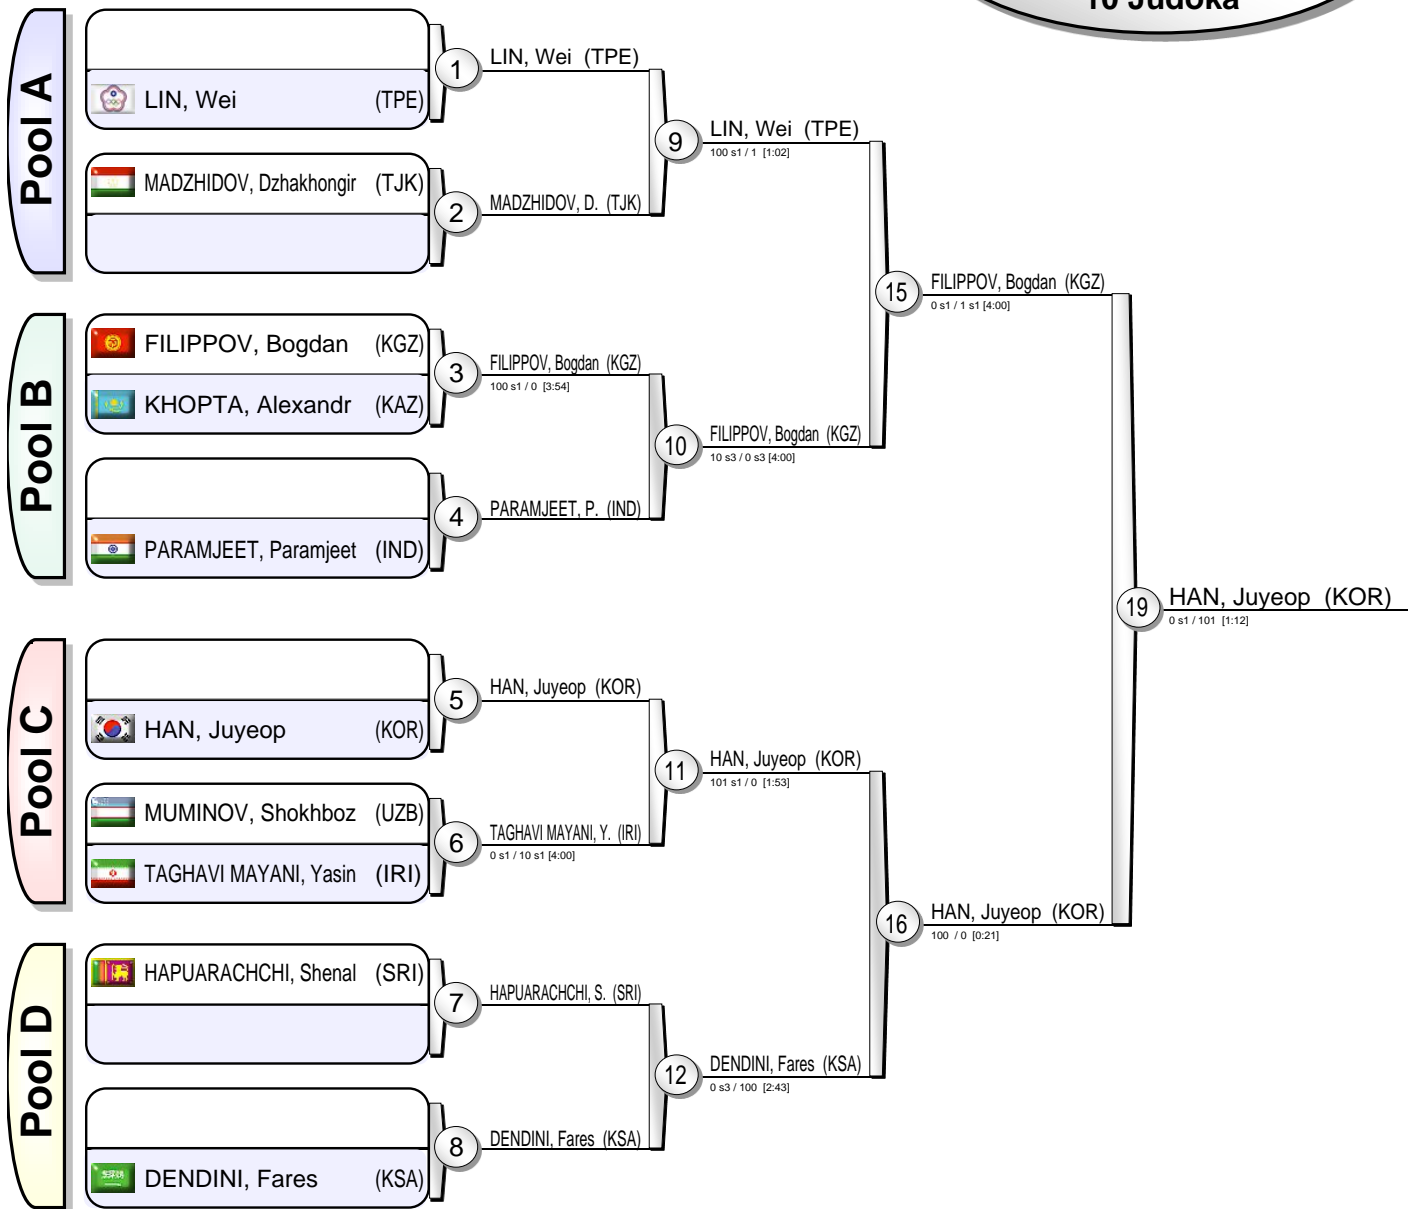 10 Judoka
Pool A
LIN, Wei (TPE)
MADZHIDOV, Dzhakhongir (TJK)
1
LIN, Wei (TPE)
2
MADZHIDOV, D. (TJK)
9
LIN, Wei (TPE)
100 s1 / 1 [1:02]
Pool B
FILIPPOV, Bogdan (KGZ)
KHOPTA, Alexandr (KAZ)
PARAMJEET, Paramjeet (IND)
3
FILIPPOV, Bogdan (KGZ)
100 s1 / 0 [3:54]
4
PARAMJEET, P. (IND)
10
FILIPPOV, Bogdan (KGZ)
10 s3 / 0 s3 [4:00]
15
FILIPPOV, Bogdan (KGZ)
0 s1 / 1 s1 [4:00]
Pool C
HAN, Juyeop (KOR)
MUMINOV, Shokhboz (UZB)
TAGHAVI MAYANI, Yasin (IRI)
5
HAN, Juyeop (KOR)
6
TAGHAVI MAYANI, Y. (IRI)
0 s1 / 10 s1 [4:00]
11
HAN, Juyeop (KOR)
101 s1 / 0 [1:53]
Pool D
HAPUARACHCHI, Shenal (SRI)
DENDINI, Fares (KSA)
7
HAPUARACHCHI, S. (SRI)
8
DENDINI, Fares (KSA)
12
DENDINI, Fares (KSA)
0 s3 / 100 [2:43]
16
HAN, Juyeop (KOR)
100 / 0 [0:21]
19
HAN, Juyeop (KOR)
0 s1 / 101 [1:12]